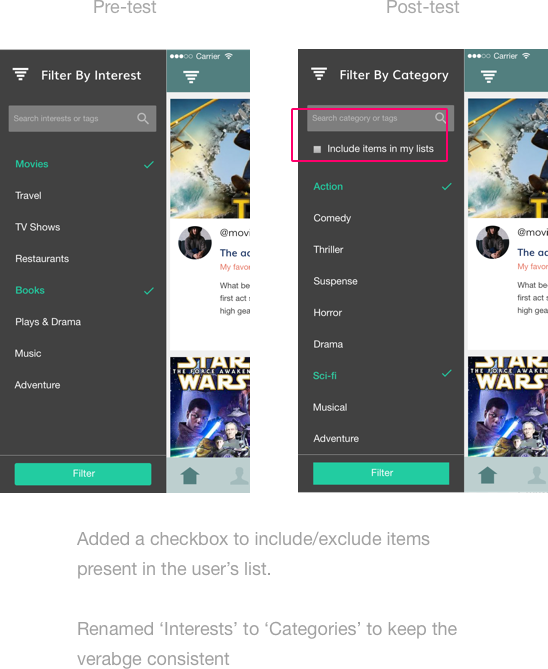 Pre-test
Post-test
Filter By Interest
Search interests or tags
Movies
Travel
TV Shows
Restaurants
Books
Plays & Drama
Music
Adventure
Filter
Carrier
@movi
The ac
My favor
What be
first act s
high gea
STAR
THE FORCE AWAKEN
WARS
Filter By Category
Search category or tags
Include items in my lists
Action
Comedy
Thriller
Suspense
Horror
Drama
Sci-fi
Musical
Adventure
Filter
Carrier
@movi
The ac
My favor
What be
first act s
high gea
STAR
THE FORCE AWAKEN
WARS
Added a checkbox to include/exclude items
present in the user’s list.
Renamed ‘Interests’ to ‘Categories’ to keep the
verabge consistent